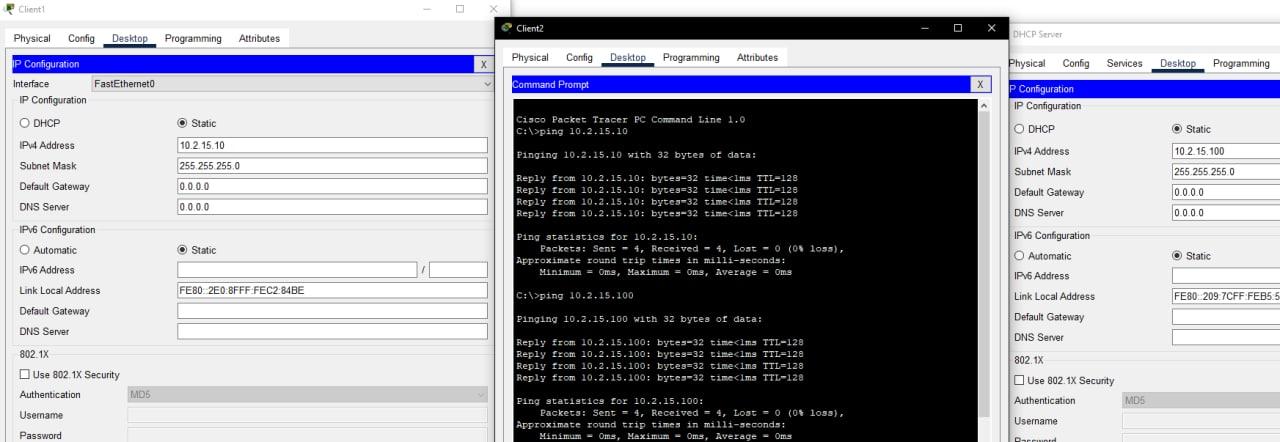 Client1
Physical Config Desktop Programming Attributes
IP Configuration X
Interface FastEthernet0
IP Configuration
DHCP Static
IPv4 Address 10.2.15.10
Subnet Mask 255.255.255.0
Default Gateway 0.0.0.0
DNS Server 0.0.0.0
IPv6 Configuration
Automatic Static
IPv6 Address /
Link Local Address FE80::2E0:8FFF:FEC2:84BE
Default Gateway
DNS Server
802.1X
Use 802.1X Security
Authentication MD5
Username
Password
Client2
Physical Config Desktop Programming Attributes
Command Prompt X
Cisco Packet Tracer PC Command Line 1.0
C:\>ping 10.2.15.10
Pinging 10.2.15.10 with 32 bytes of data:
Reply from 10.2.15.10: bytes=32 time<1ms TTL=128
Reply from 10.2.15.10: bytes=32 time<1ms TTL=128
Reply from 10.2.15.10: bytes=32 time<1ms TTL=128
Reply from 10.2.15.10: bytes=32 time<1ms TTL=128
Ping statistics for 10.2.15.10:
Packets: Sent = 4, Received = 4, Lost = 0 (0% loss),
Approximate round trip times in milli-seconds:
Minimum = 0ms, Maximum = 0ms, Average = 0ms
C:\>ping 10.2.15.100
Pinging 10.2.15.100 with 32 bytes of data:
Reply from 10.2.15.100: bytes=32 time<1ms TTL=128
Reply from 10.2.15.100: bytes=32 time<1ms TTL=128
Reply from 10.2.15.100: bytes=32 time<1ms TTL=128
Reply from 10.2.15.100: bytes=32 time<1ms TTL=128
Ping statistics for 10.2.15.100:
Packets: Sent = 4, Received = 4, Lost = 0 (0% loss),
Approximate round trip times in milli-seconds:
Minimum = 0ms, Maximum = 0ms, Average = 0ms
DHCP Server
Physical Config Services Desktop Programming
IP Configuration
IP Configuration
DHCP Static
IPv4 Address 10.2.15.100
Subnet Mask 255.255.255.0
Default Gateway 0.0.0.0
DNS Server 0.0.0.0
IPv6 Configuration
Automatic Static
IPv6 Address
Link Local Address FE80::209:7CFF:FEB5:5
Default Gateway
DNS Server
802.1X
Use 802.1X Security
Authentication MD5
Username
Password